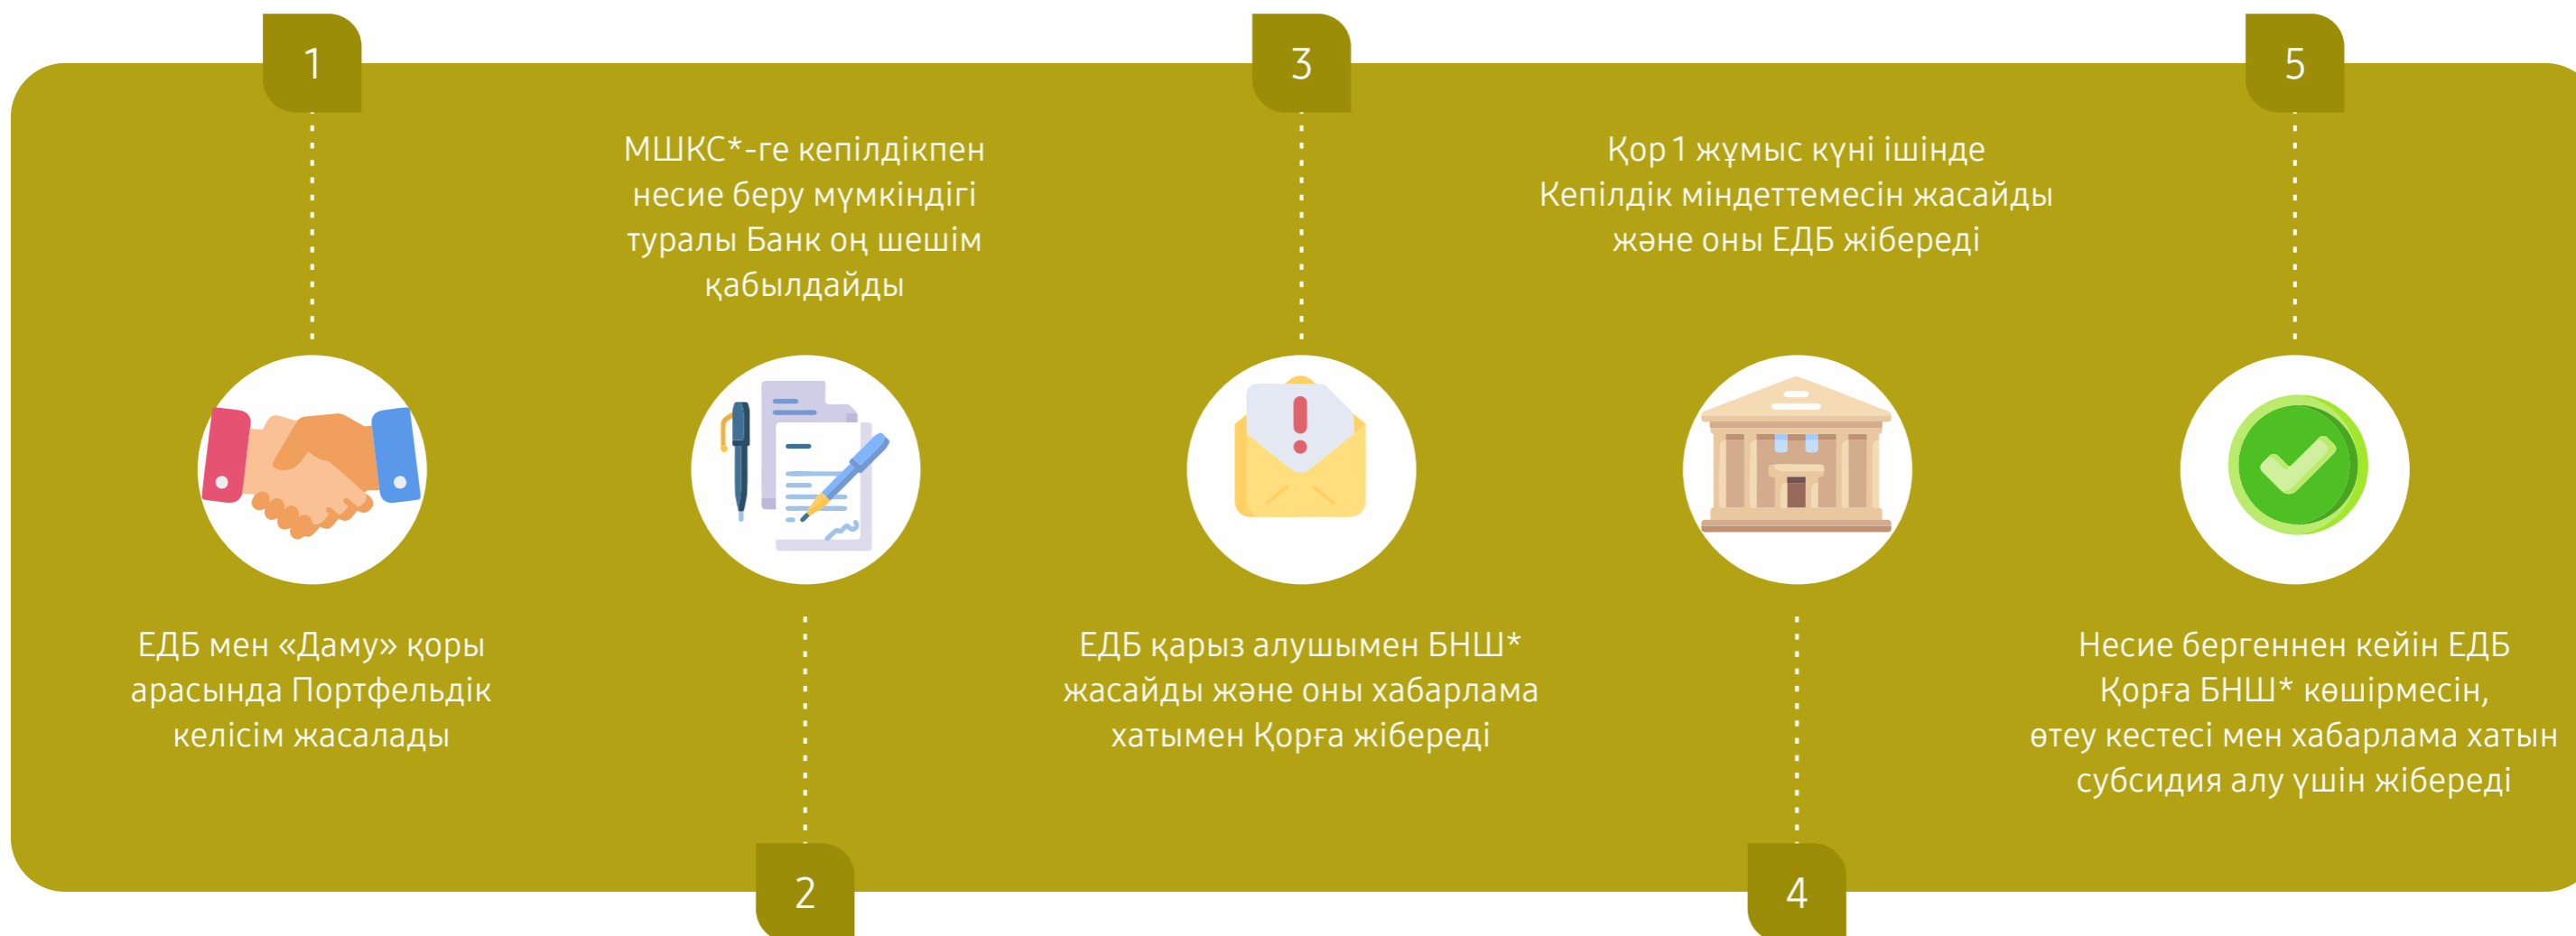 1
ЕДБ мен «Даму» қоры
арасында Портфельдік
келісім жасалады
МШКС*-ге кепілдікпен
несие беру мүмкіндігі
туралы Банк оң шешім
қабылдайды
2
3
ЕДБ қарыз алушымен БНШ*
жасайды және оны хабарлама
хатымен Қорға жібереді
Қор 1 жұмыс күні ішінде
Кепілдік міндеттемесін жасайды
және оны ЕДБ жібереді
4
5
Несие бергеннен кейін ЕДБ
Қорға БНШ* көшірмесін,
өтеу кестесі мен хабарлама хатын
субсидия алу үшін жібереді